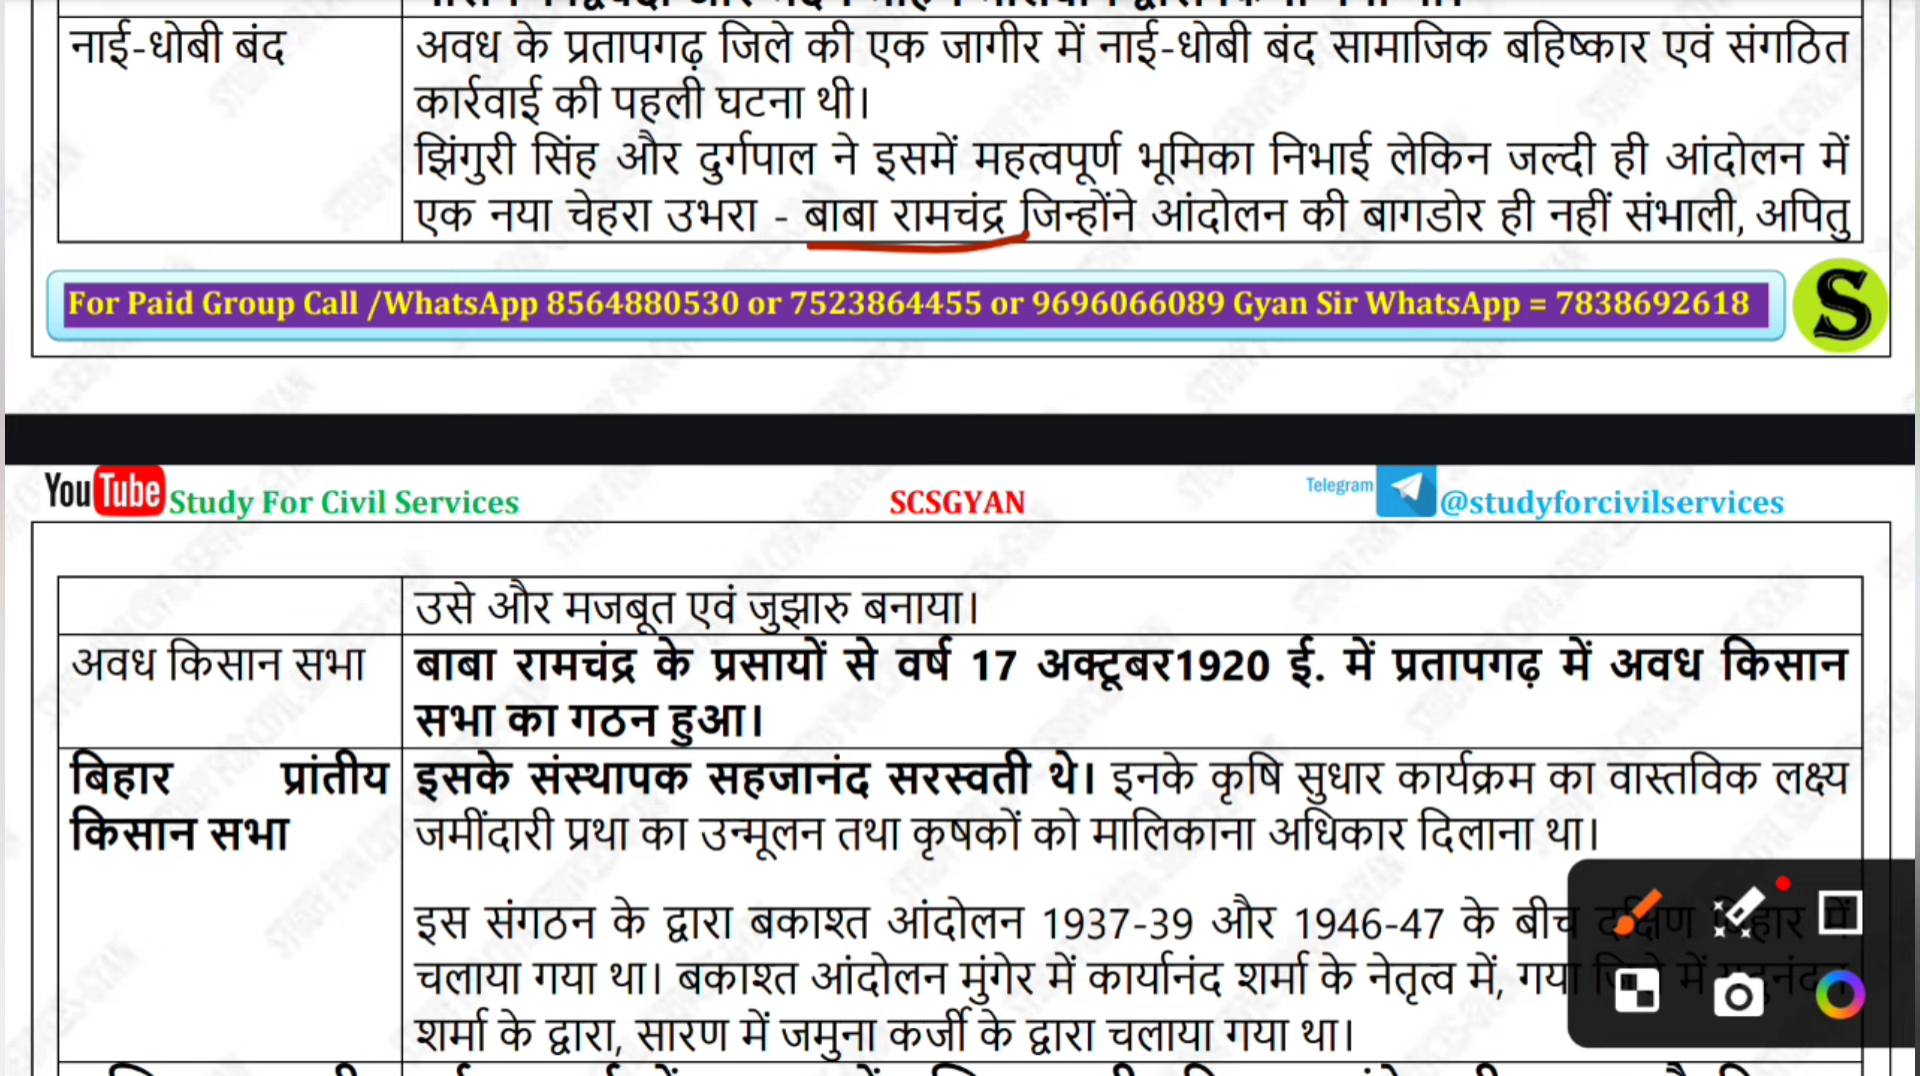 नाई-धोबी बंद
अवध के प्रतापगढ़ जिले की एक जागीर में नाई-धोबी बंद सामाजिक बहिष्कार एवं संगठित
कार्रवाई की पहली घटना थी।
झिंगुरी सिंह और दुर्गपाल ने इसमें महत्वपूर्ण भूमिका निभाई लेकिन जल्दी ही आंदोलन में
एक नया चेहरा उभरा - बाबा रामचंद्र जिन्होंने आंदोलन की बागडोर ही नहीं संभाली, अपितु
For Paid Group Call /WhatsApp 8564880530 or 7523864455 or 9696066089 Gyan Sir WhatsApp = 7838692618
S
YouTube Study For Civil Services
SCSGYAN
Telegram @studyforcivilservices
उसे और मजबूत एवं जुझारु बनाया।
अवध किसान सभा
बाबा रामचंद्र के प्रसायों से वर्ष 17 अक्टूबर1920 ई. में प्रतापगढ़ में अवध किसान
सभा का गठन हुआ।
बिहार प्रांतीय
किसान सभा
इसके संस्थापक सहजानंद सरस्वती थे। इनके कृषि सुधार कार्यक्रम का वास्तविक लक्ष्य
जमींदारी प्रथा का उन्मूलन तथा कृषकों को मालिकाना अधिकार दिलाना था।
इस संगठन के द्वारा बकाश्त आंदोलन 1937-39 और 1946-47 के बीच दक्षिण बिहार में
चलाया गया था। बकाश्त आंदोलन मुंगेर में कार्यानंद शर्मा के नेतृत्व में, गया जिले में
शर्मा के द्वारा, सारण में जमुना कर्जी के द्वारा चलाया गया था।